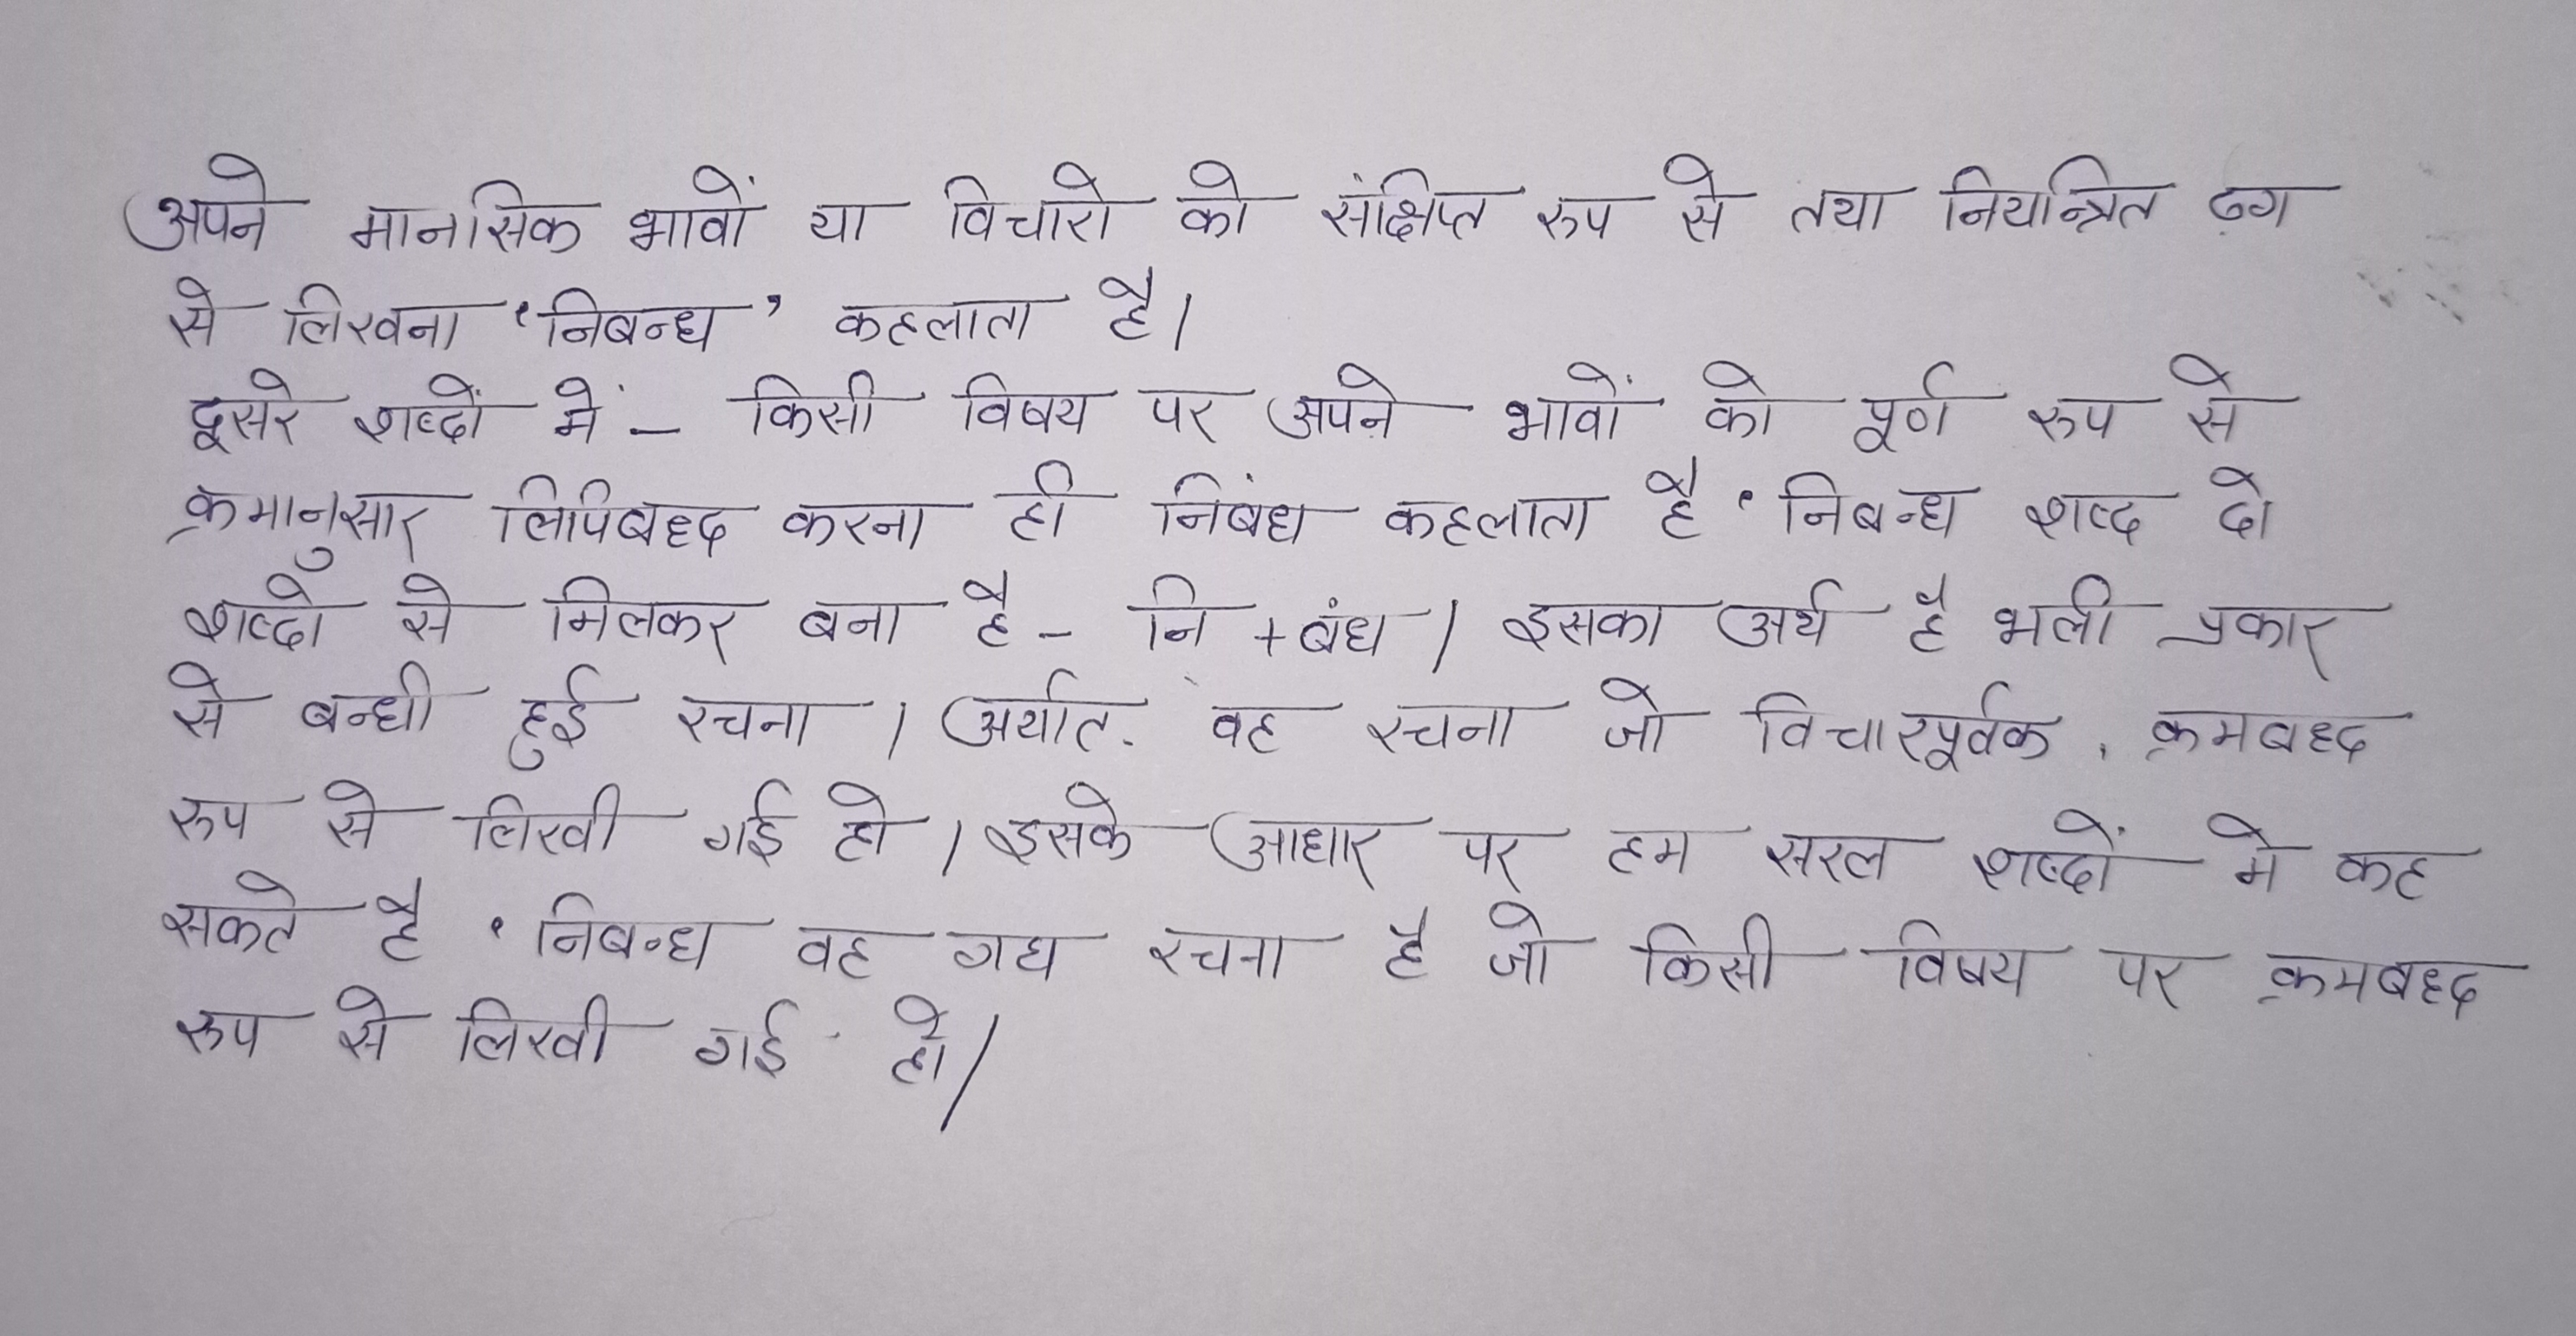 अपने मानसिक भावों या विचारो को संक्षिप्त रुप से तथा नियन्त्रित ढग
से लिखना ‘निबन्ध’ कहलाता है।
दूसरे शब्दों में – किसी विषय पर अपने भावों को पूर्ण रुप से
क्रमानुसार लिपिबद्ध करना ही निबंध कहलाता है ‘निबन्ध शब्द दो
शब्दों से मिलकर बना है – नि + बंध । इसका अर्थ है भली प्रकार
से बन्धी हुई रचना । अर्थात. वह रचना जो विचारपूर्वक , क्रमबद्ध
रुप से लिखी गई हो । इसके आधार पर हम सरल शब्दों मे कह
सकते है ‘निबन्ध वह गद्य रचना है जो किसी विषय पर क्रमबद्ध
रुप से लिखी गई हो।